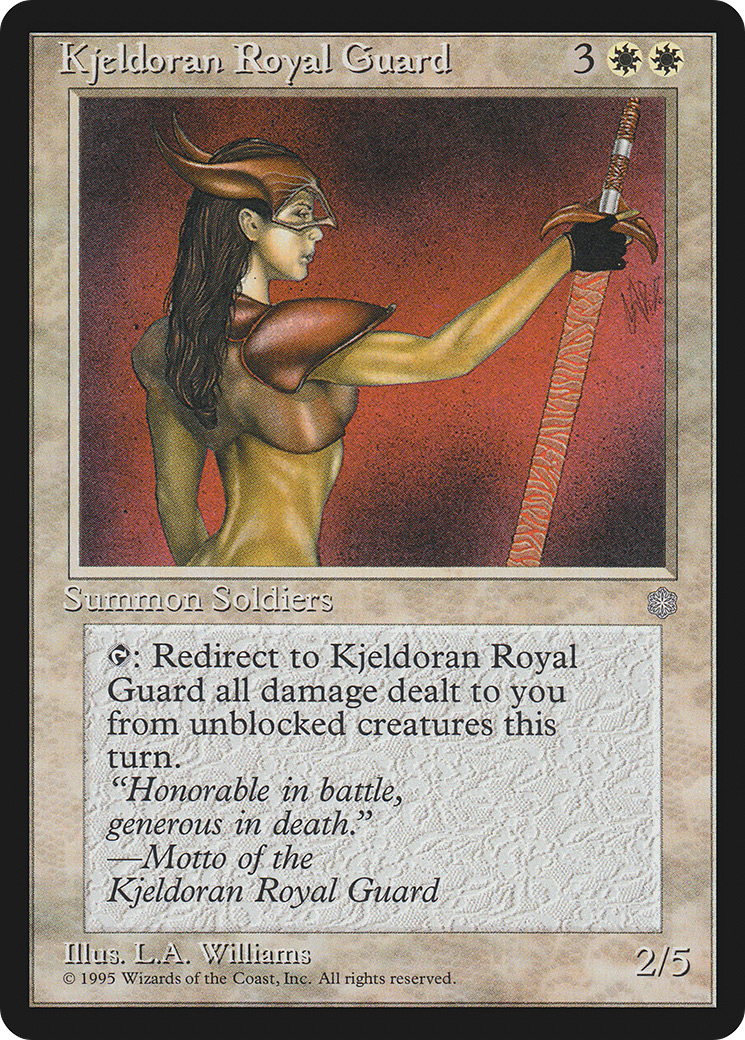 Kjeldoran Royal Guard 3
Summon Soldiers
: Redirect to Kjeldoran Royal
Guard all damage dealt to you
from unblocked creatures this
turn.
“Honorable in battle,
generous in death.”
—Motto of the
Kjeldoran Royal Guard
Illus. L.A. Williams
2/5
© 1995 Wizards of the Coast, Inc. All rights reserved.